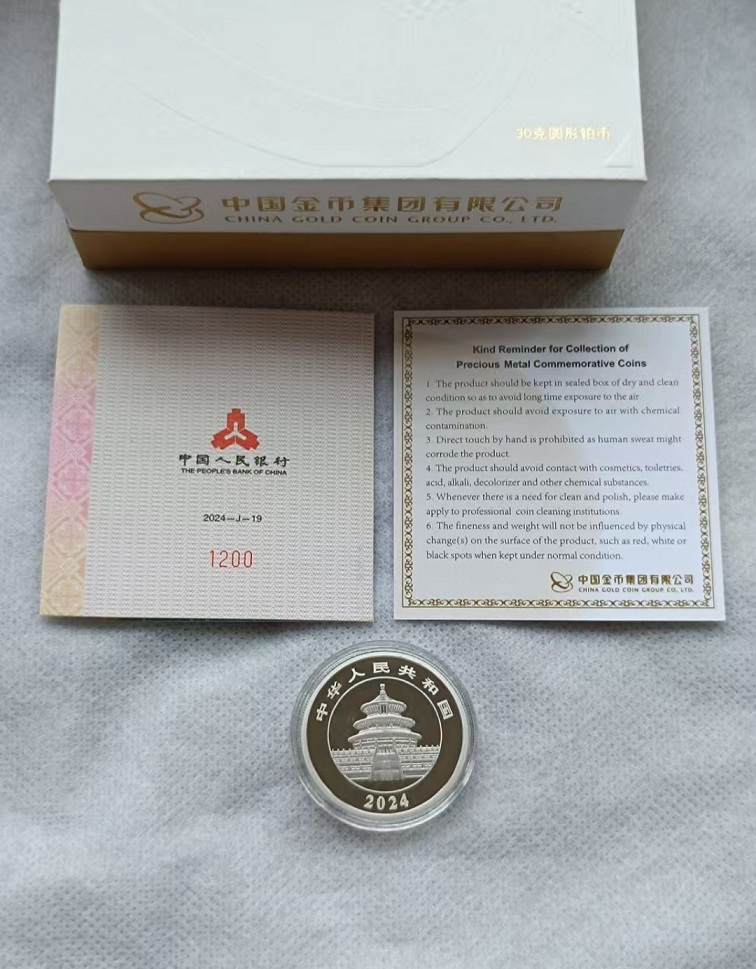 30克圆形铂币
中国金币集团有限公司
CHINA GOLD COIN GROUP CO., LTD.
中国人民银行
THE PEOPLE'S BANK OF CHINA
2024-J-19
1200
Kind Reminder for Collection of
Precious Metal Commemorative Coins
1. The product should be kept in sealed box of dry and clean
condition so as to avoid long time exposure to the air.
2. The product should avoid exposure to air with chemical
contamination.
3. Direct touch by hand is prohibited as human sweat might
corrode the product.
4. The product should avoid contact with cosmetics, toiletries,
acid, alkali, decolorizer and other chemical substances.
5. Whenever there is a need for clean and polish, please make
apply to professional coin cleaning institutions.
6. The fineness and weight will not be influenced by physical
change(s) on the surface of the product, such as red, white or
black spots when kept under normal condition.
中国金币集团有限公司
CHINA GOLD COIN GROUP CO., LTD.
中华人民共和国
2024